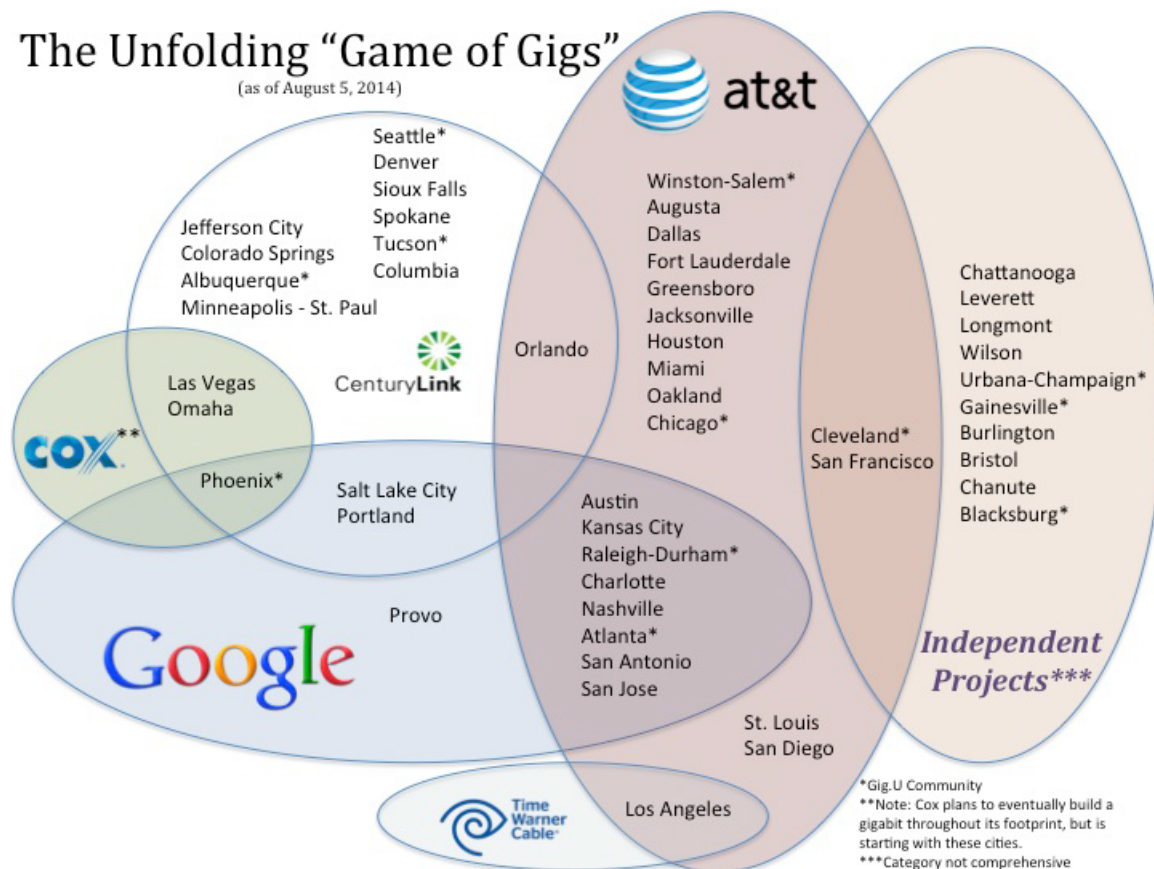 The Unfolding “Game of Gigs”
(as of August 5, 2014)
at&t
Seattle*
Denver
Sioux Falls
Spokane
Tucson*
Columbia
Jefferson City
Colorado Springs
Albuquerque*
Minneapolis - St. Paul
CenturyLink
Las Vegas
Omaha
COX **
Phoenix*
Salt Lake City
Portland
Orlando
Winston-Salem*
Augusta
Dallas
Fort Lauderdale
Greensboro
Jacksonville
Houston
Miami
Oakland
Chicago*
Cleveland*
San Francisco
Chattanooga
Leverett
Longmont
Wilson
Urbana-Champaign*
Gainesville*
Burlington
Bristol
Chanute
Blacksburg*
Independent
Projects***
Austin
Kansas City
Raleigh-Durham*
Charlotte
Nashville
Atlanta*
San Antonio
San Jose
Provo
Google
St. Louis
San Diego
Time
Warner
Cable
Los Angeles
*Gig.U Community
**Note: Cox plans to eventually build a
gigabit throughout its footprint, but is
starting with these cities.
***Category not comprehensive